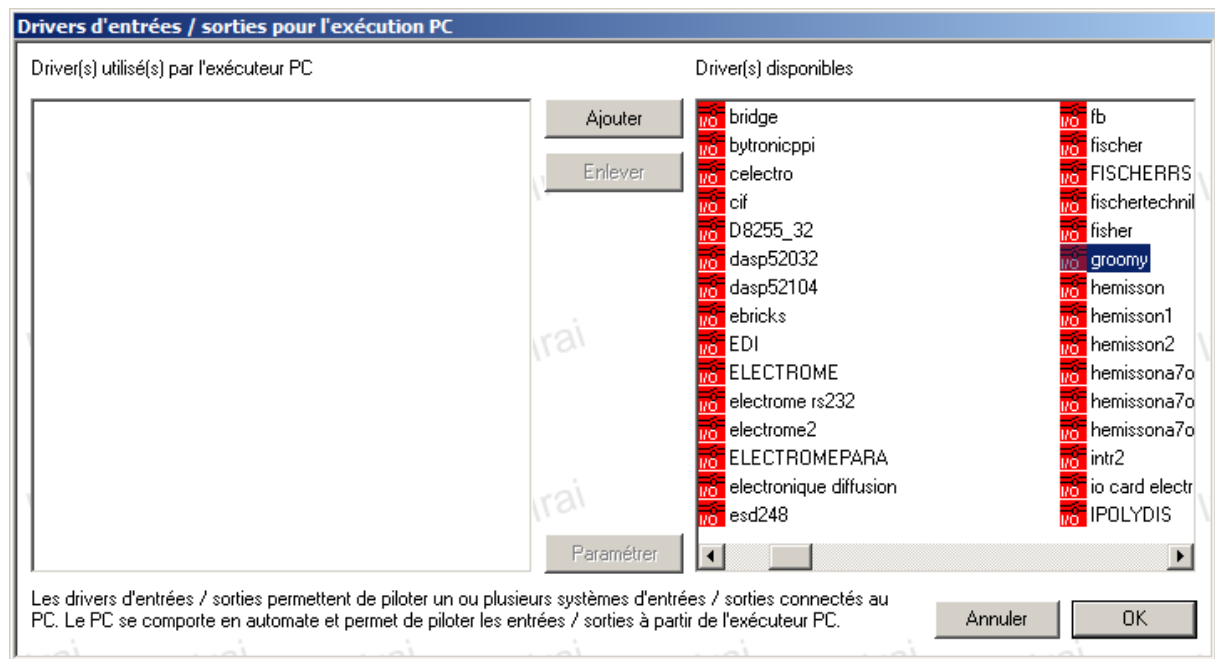 Drivers d'entrées / sorties pour l'exécution PC
Driver(s) utilisé(s) par l'exécuteur PC
Driver(s) disponibles
Ajouter
Enlever
Paramétrer
bridge
bytronicppi
celectro
cif
D8255_32
dasp52032
dasp52104
ebricks
EDI
ELECTROME
electrome rs232
electrome2
ELECTROMEPARA
electronique diffusion
esd248
fb
fischer
FISCHERRS
fischertechnil
fisher
groomy
hemisson
hemisson1
hemisson2
hemissona7o
hemissona7o
hemissona7o
intr2
io card electr
IPOLYDIS
Les drivers d'entrées / sorties permettent de piloter un ou plusieurs systèmes d'entrées / sorties connectés au
PC. Le PC se comporte en automate et permet de piloter les entrées / sorties à partir de l'exécuteur PC.
Annuler
OK